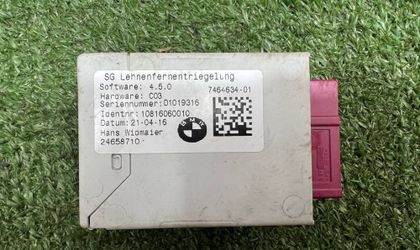 SG Lehnenfernentriegelung
Software: 4.5.0 7464634-01
Hardware: C03
Seriennummer: 01019316
Identnr: 10816060010
Datum: 21-04-16
Hans Widmaier
24658710
BMW